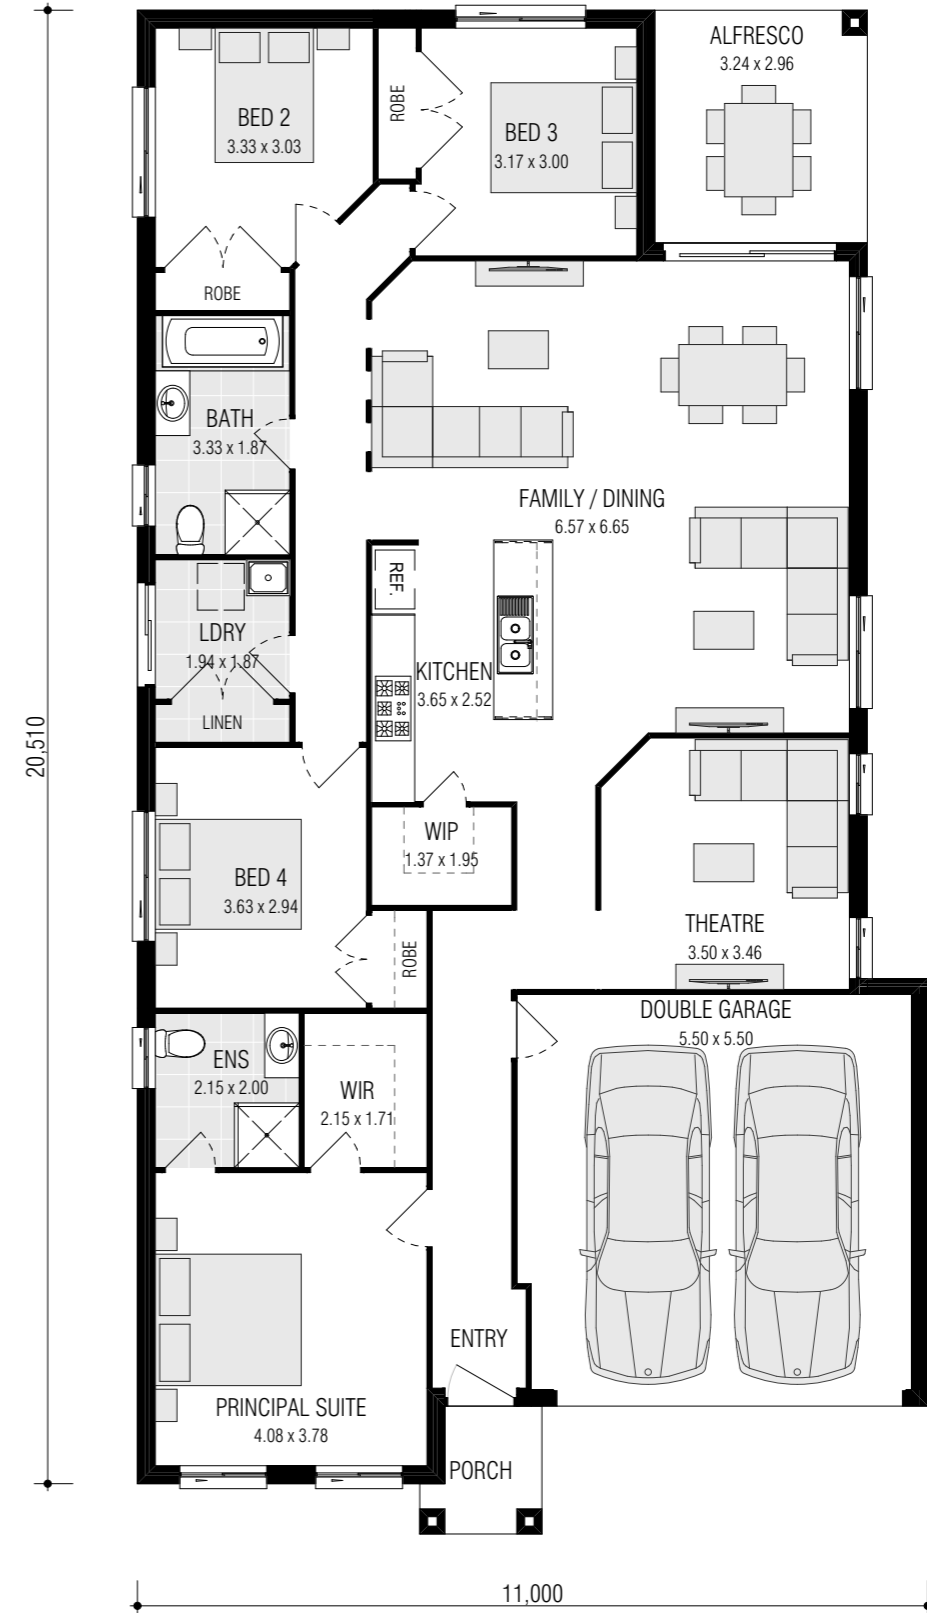 ALFRESCO
3.24 x 2.96
BED 2
3.33 x 3.03
ROBE
BED 3
3.17 x 3.00
ROBE
BATH
3.33 x 1.87
FAMILY / DINING
6.57 x 6.65
REF.
LDRY
1.94 x 1.87
KITCHEN
3.65 x 2.52
LINEN
20,510
WIP
1.37 x 1.95
BED 4
3.63 x 2.94
ROBE
THEATRE
3.50 x 3.46
DOUBLE GARAGE
5.50 x 5.50
ENS
2.15 x 2.00
WIR
2.15 x 1.71
ENTRY
PRINCIPAL SUITE
4.08 x 3.78
PORCH
11,000